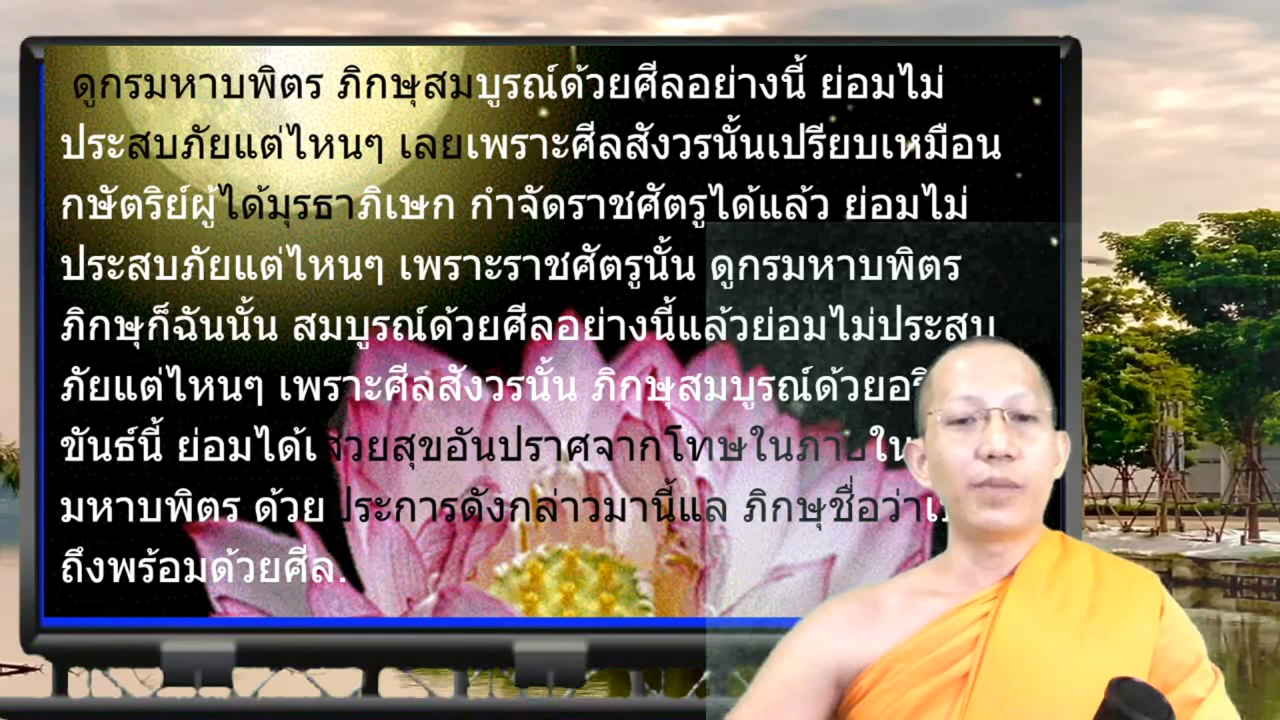 ดูกรมหาบพิตร ภิกษุสมบูรณ์ด้วยศีลอย่างนี้ ย่อมไม่
ประสบภัยแต่ไหนๆ เลยเพราะศีลสังวรนั้นเปรียบเหมือน
กษัตริย์ผู้ได้มุรธาภิเษก กำจัดราชศัตรูได้แล้ว ย่อมไม่
ประสบภัยแต่ไหนๆ เพราะราชศัตรูนั้น ดูกรมหาบพิตร
ภิกษุก็ฉันนั้น สมบูรณ์ด้วยศีลอย่างนี้แล้วย่อมไม่ประสบ
ภัยแต่ไหนๆ เพราะศีลสังวรนั้น ภิกษุสมบูรณ์ด้วย
ขันธ์นี้ ย่อมได้เสวยสุขอันปราศจากโทษในภายใน
มหาบพิตร ด้วยประการดังกล่าวมานี้แล ภิกษุชื่อว่า
ถึงพร้อมด้วยศีล.